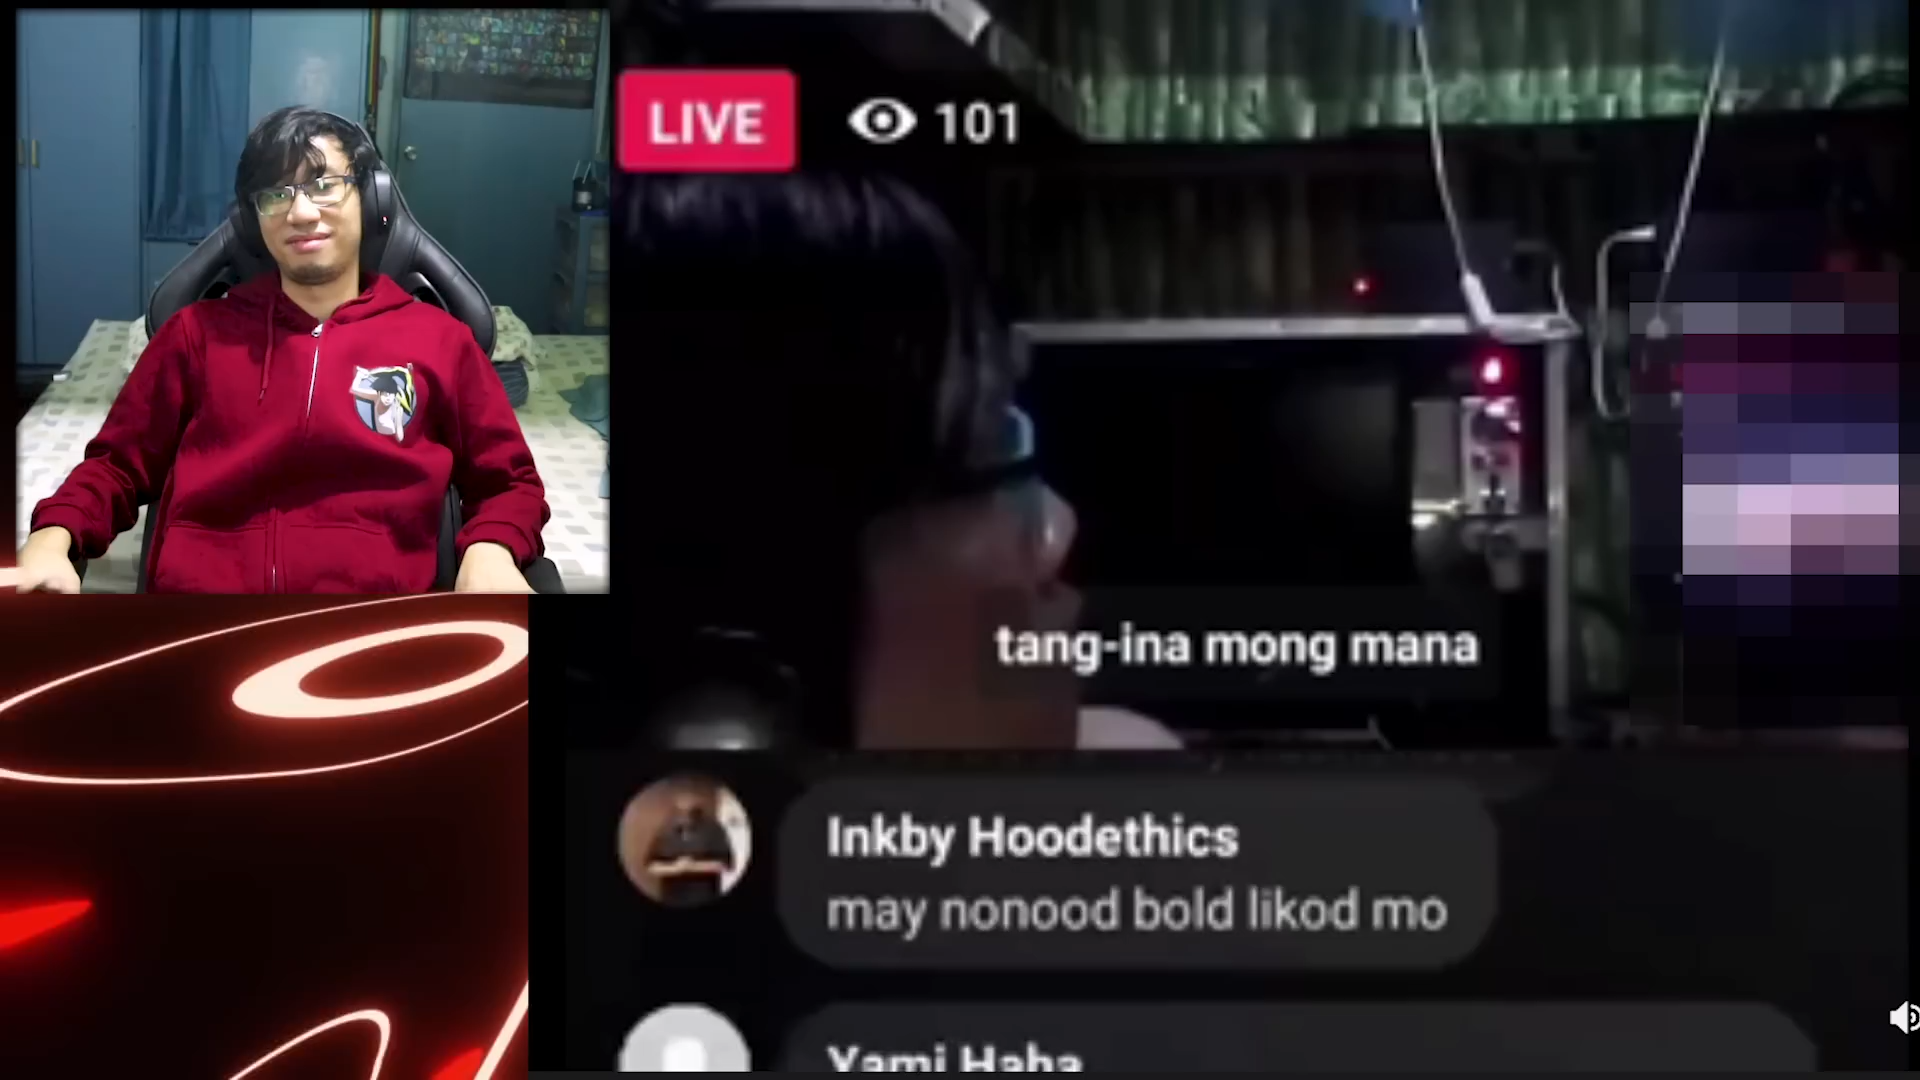 LIVE
101
tang-ina mong mana
Inkby Hoodethics
may nonood bold likod mo
Yami Haha